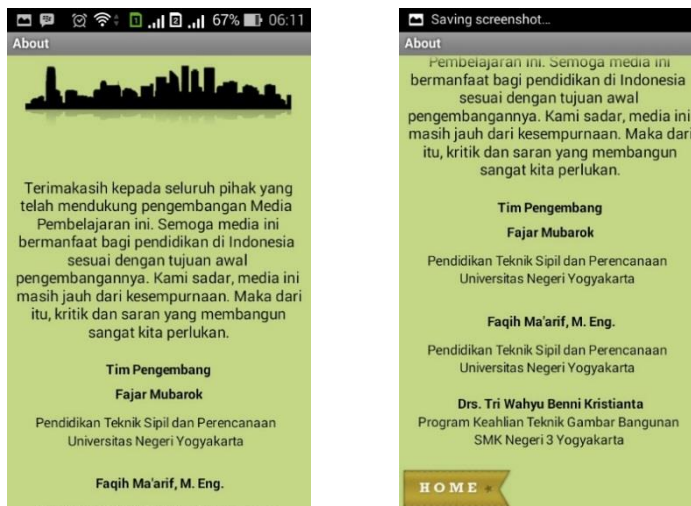 67% 06:11
About
Terimakasih kepada seluruh pihak yang
telah mendukung pengembangan Media
Pembelajaran ini. Semoga media ini
bermanfaat bagi pendidikan di Indonesia
sesuai dengan tujuan awal
pengembangannya. Kami sadar, media ini
masih jauh dari kesempurnaan. Maka dari
itu, kritik dan saran yang membangun
sangat kita perlukan.
Tim Pengembang
Fajar Mubarok
Pendidikan Teknik Sipil dan Perencanaan
Universitas Negeri Yogyakarta
Faqih Ma'arif, M. Eng.
Saving screenshot...
About
Pembelajaran ini. Semoga media ini
bermanfaat bagi pendidikan di Indonesia
sesuai dengan tujuan awal
pengembangannya. Kami sadar, media ini
masih jauh dari kesempurnaan. Maka dari
itu, kritik dan saran yang membangun
sangat kita perlukan.
Tim Pengembang
Fajar Mubarok
Pendidikan Teknik Sipil dan Perencanaan
Universitas Negeri Yogyakarta
Faqih Ma'arif, M. Eng.
Pendidikan Teknik Sipil dan Perencanaan
Universitas Negeri Yogyakarta
Drs. Tri Wahyu Benni Kristianta
Program Keahlian Teknik Gambar Bangunan
SMK Negeri 3 Yogyakarta
HOME